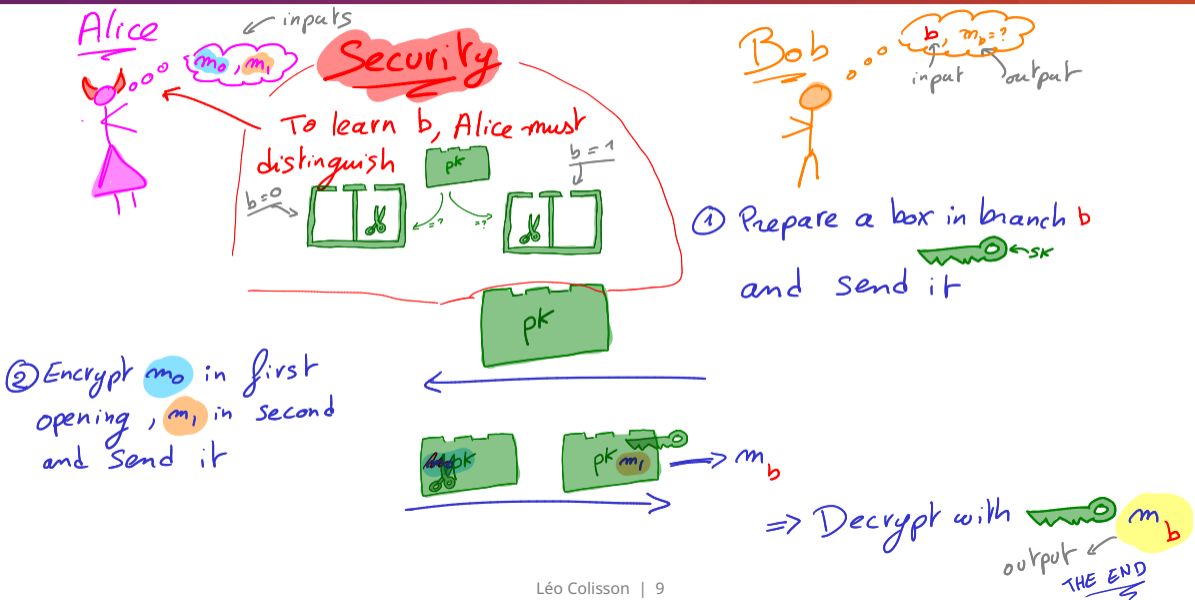 Alice
inputs
m0, m1
Security
To learn b, Alice must
distinguish
pk
b=0
b=1
=?
=?
Bob
b, mb=?
input
output
① Prepare a box in branch b
← sk
and send it
pk
② Encrypt m0 in first
opening, m1 in second
and send it
pk
pk m1
→ mb
⇒ Decrypt with mb
output
THE END
Léo Colisson | 9